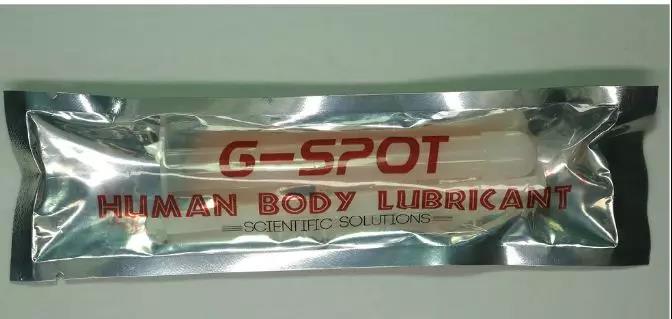 G-SPOT
HUMAN BODY LUBRICANT
SCIENTIFIC SOLUTIONS